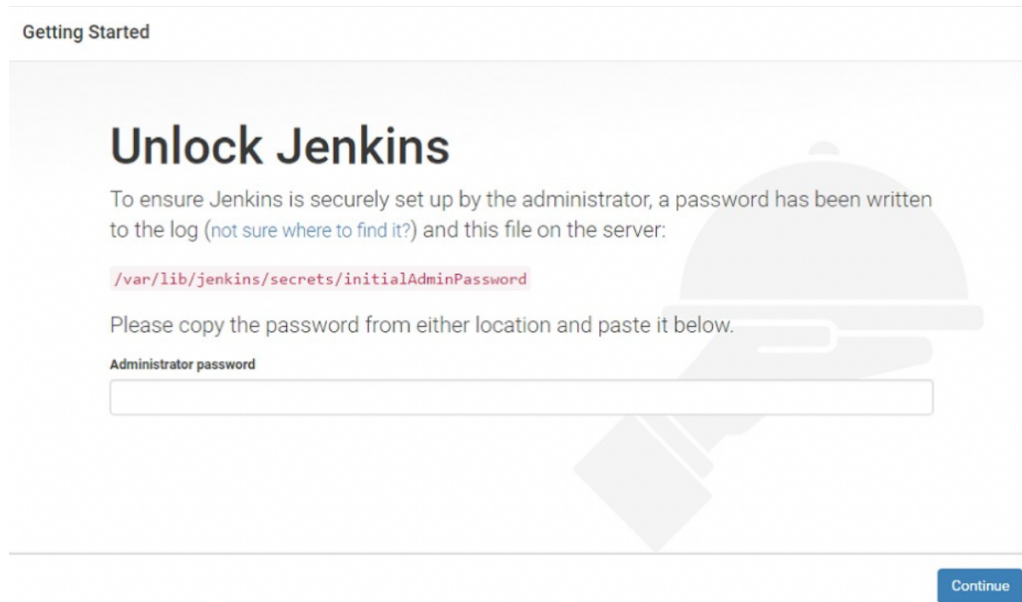 Getting Started
Unlock Jenkins
To ensure Jenkins is securely set up by the administrator, a password has been written
to the log (not sure where to find it?) and this file on the server:
/var/lib/jenkins/secrets/initialAdminPassword
Please copy the password from either location and paste it below.
Administrator password
Continue